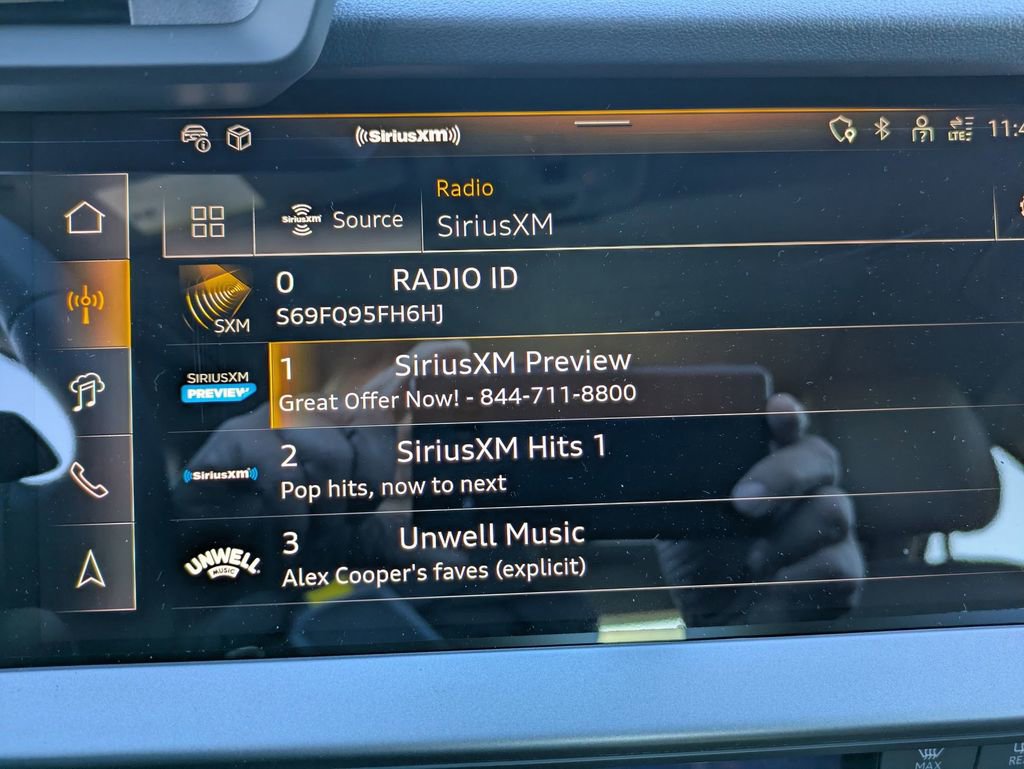 ((SiriusXM))
LTE
Radio
SiriusXM
Source
SiriusXM
0 RADIO ID
SXM
S69FQ95FH6HJ
SIRIUSXM
PREVIEW
1 SiriusXM Preview
Great Offer Now! - 844-711-8800
((SiriusXM))
2 SiriusXM Hits 1
Pop hits, now to next
UNWELL
MUSIC
3 Unwell Music
Alex Cooper's faves (explicit)
MAX